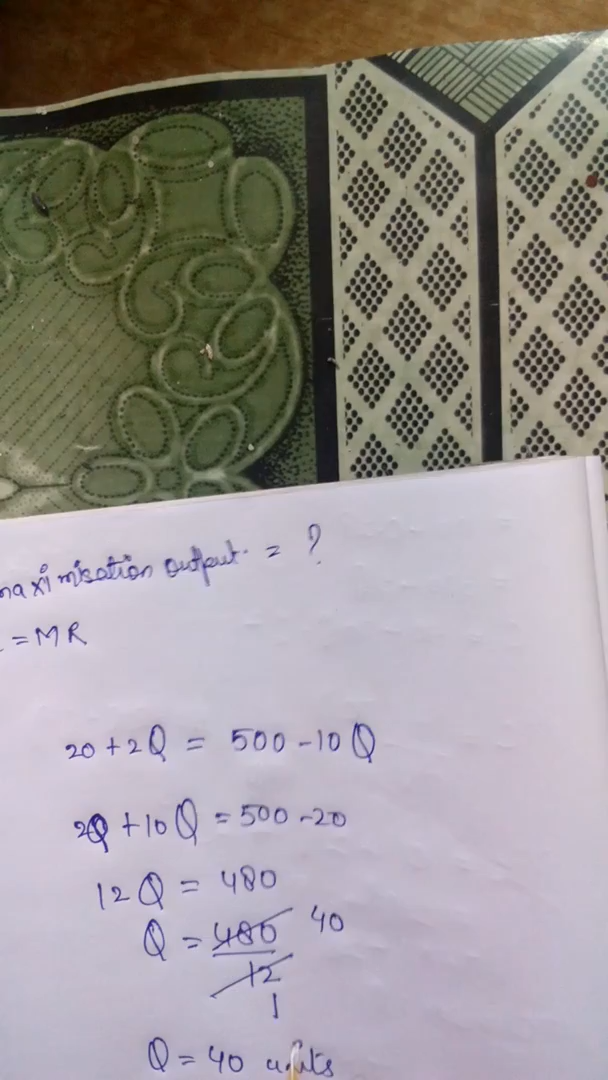 maximisation output = ?
= MR
20 + 2Q = 500 - 10Q
2Q + 10Q = 500 - 20
12Q = 480
Q = 480 40
12
1
Q = 40 units